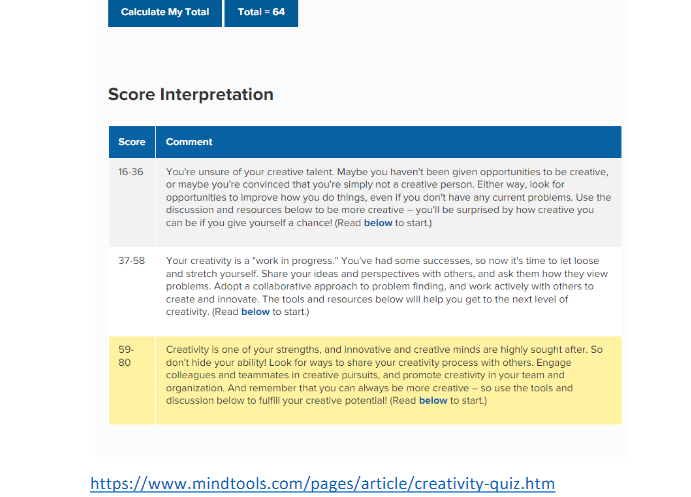 Calculate My Total Total = 64
Score Interpretation
Score Comment
16-36 You're unsure of your creative talent. Maybe you haven't been given opportunities to be creative,
or maybe you're convinced that you're simply not a creative person. Either way, look for
opportunities to improve how you do things, even if you don't have any current problems. Use the
discussion and resources below to be more creative – you'll be surprised by how creative you
can be if you give yourself a chance! (Read below to start.)
37-58 Your creativity is a "work in progress." You've had some successes, so now it's time to let loose
and stretch yourself. Share your ideas and perspectives with others, and ask them how they view
problems. Adopt a collaborative approach to problem finding, and work actively with others to
create and innovate. The tools and resources below will help you get to the next level of
creativity. (Read below to start.)
59- Creativity is one of your strengths, and innovative and creative minds are highly sought after. So
80 don't hide your ability! Look for ways to share your creativity process with others. Engage
colleagues and teammates in creative pursuits, and promote creativity in your team and
organization. And remember that you can always be more creative – so use the tools and
discussion below to fulfill your creative potential! (Read below to start.)
https://www.mindtools.com/pages/article/creativity-quiz.htm